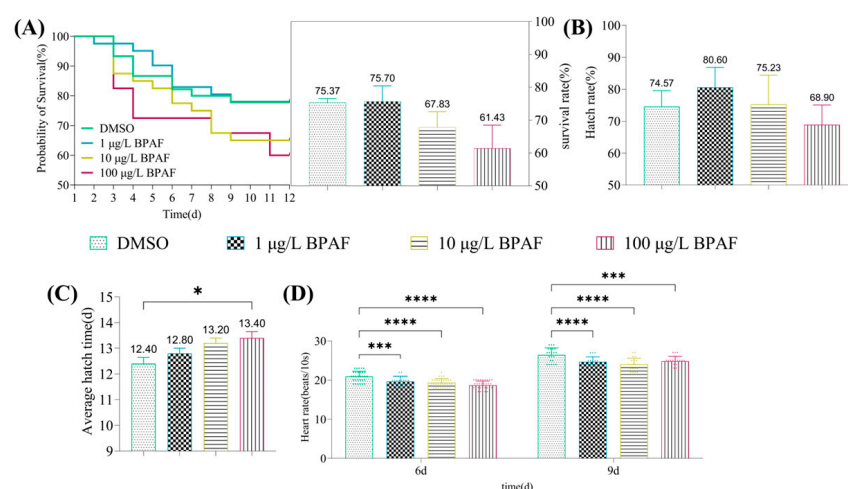 (A)
Probability of Survival(%)
100
90
80
70
60
50
DMSO
1 μg/L BPAF
10 μg/L BPAF
100 μg/L BPAF
1 2 3 4 5 6 7 8 9 10 11 12
Time(d)
75.37
75.70
67.83
61.43
100
90
80
70
60
50
survival rate(%)
(B)
Hatch rate(%)
100
90
80
70
60
50
74.57
80.60
75.23
68.90
DMSO
1 μg/L BPAF
10 μg/L BPAF
100 μg/L BPAF
(C)
Average hatch time(d)
15
14
13
12
11
10
9
*
12.40
12.80
13.20
13.40
(D)
Heart rate(beats/10s)
30
20
10
0
****
****
***
***
****
****
6d
9d
time(d)